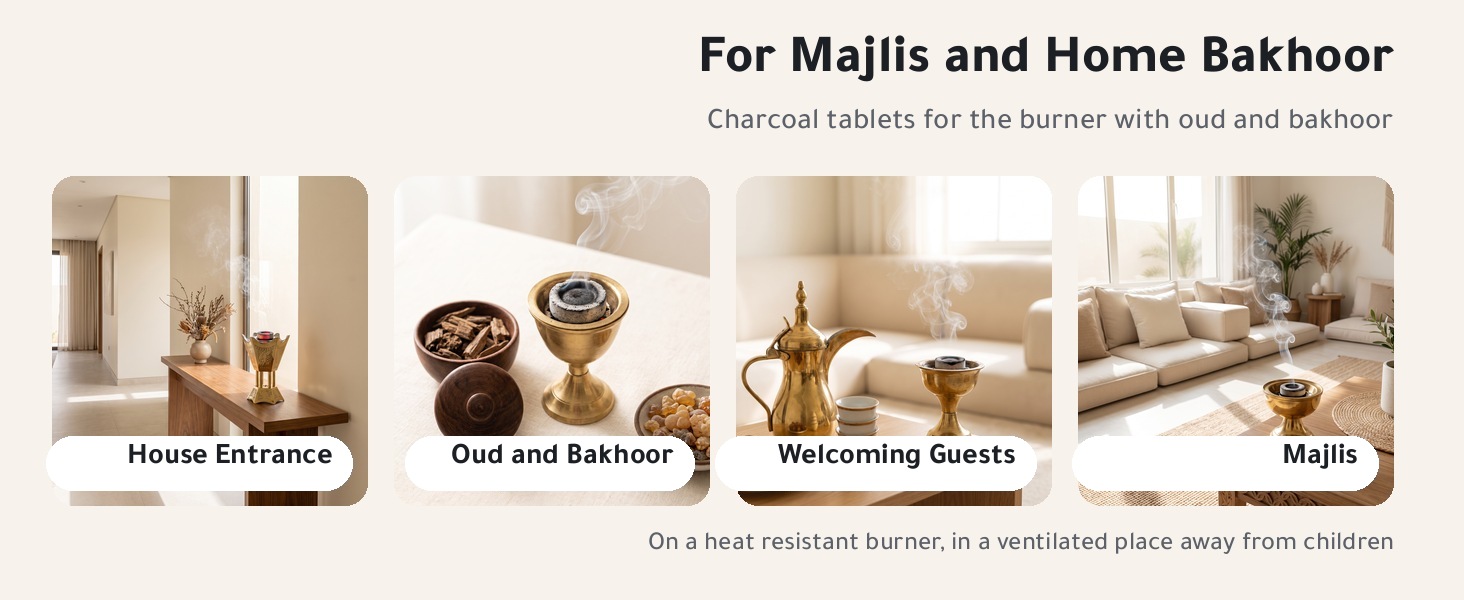 For Majlis and Home Bakhoor
Charcoal tablets for the burner with oud and bakhoor
House Entrance
Oud and Bakhoor
Welcoming Guests
Majlis
On a heat resistant burner, in a ventilated place away from children